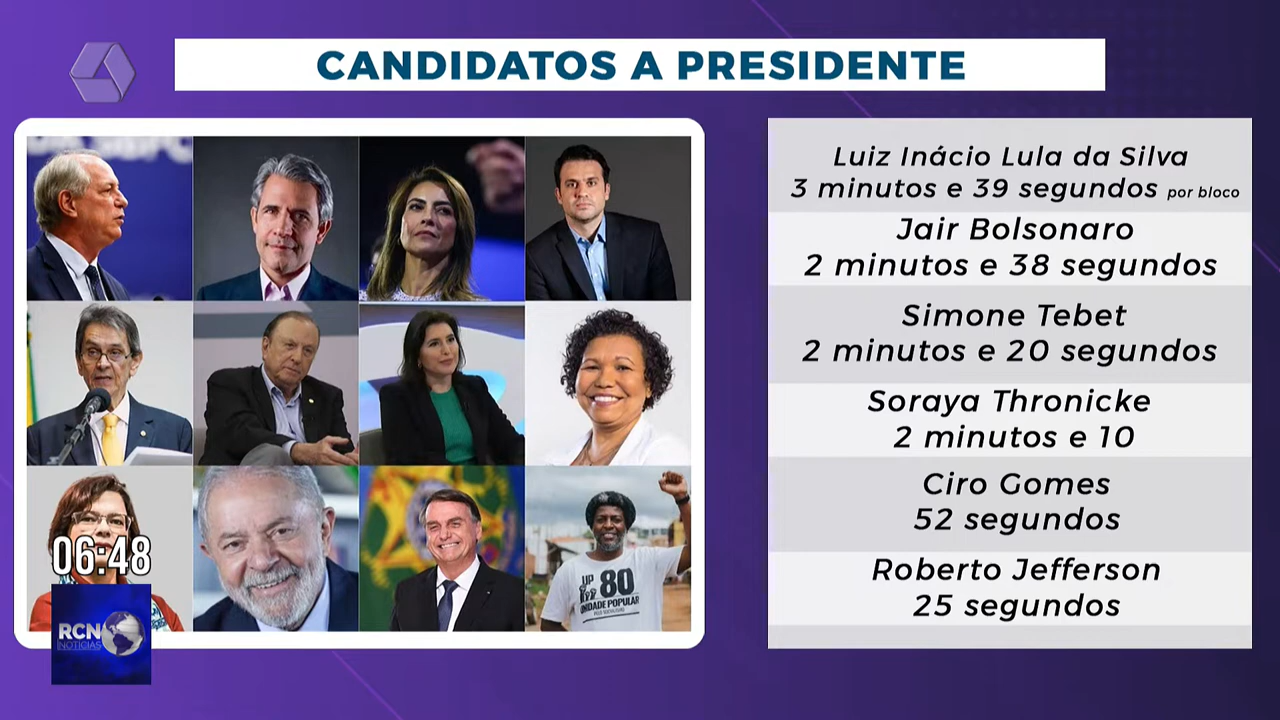 CANDIDATOS A PRESIDENTE
Luiz Inácio Lula da Silva
3 minutos e 39 segundos por bloco
Jair Bolsonaro
2 minutos e 38 segundos
Simone Tebet
2 minutos e 20 segundos
Soraya Thronicke
2 minutos e 10
Ciro Gomes
52 segundos
Roberto Jefferson
25 segundos
UP 80
UNIDADE POPULAR
06:48
RCN
NOTÍCIAS